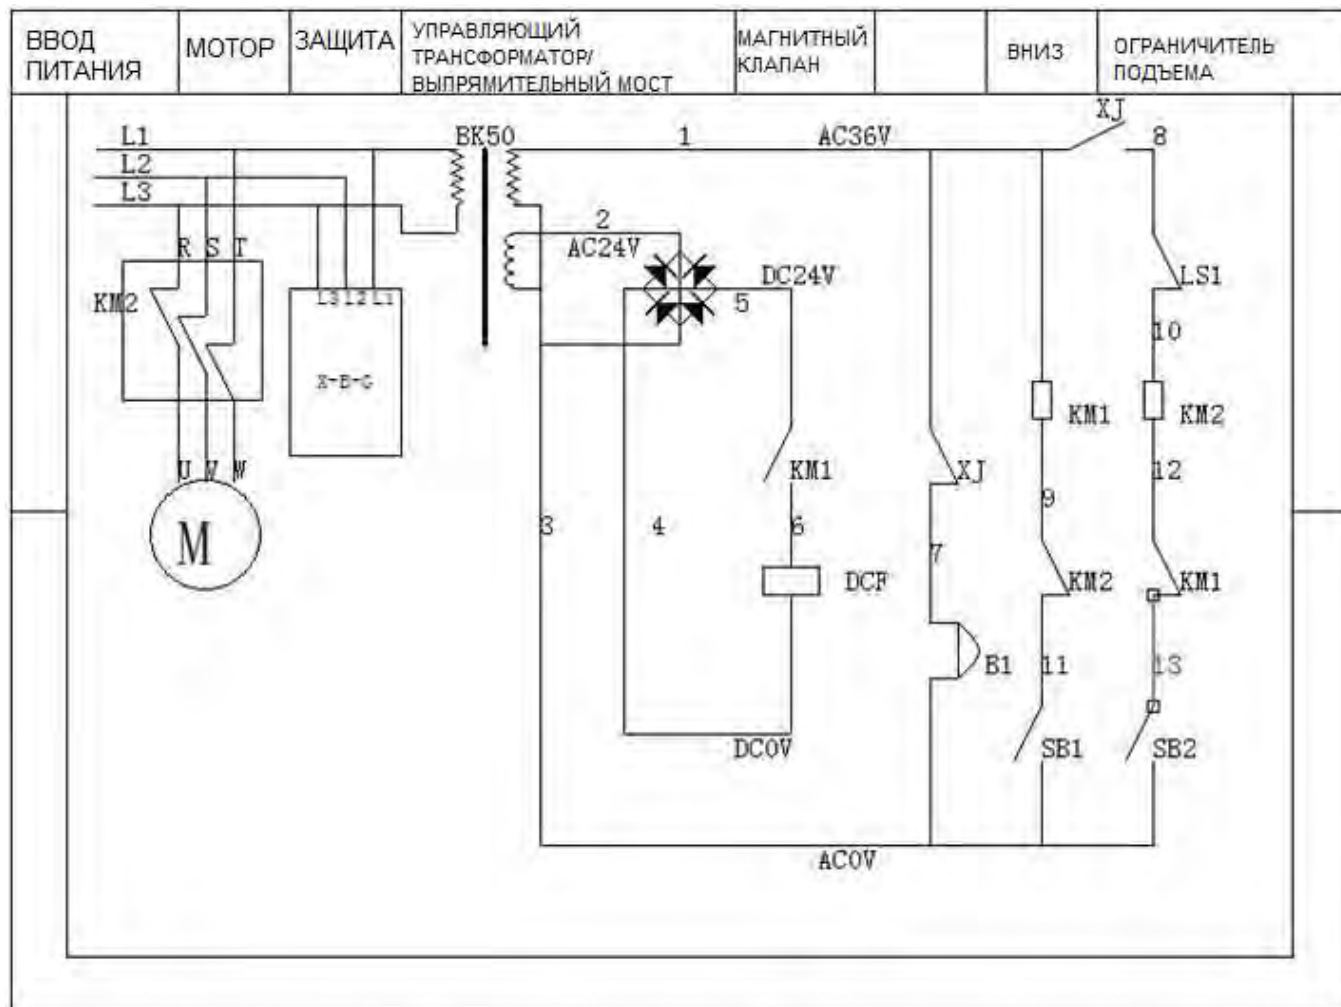 ВВОД
ПИТАНИЯ
МОТОР
ЗАЩИТА
УПРАВЛЯЮЩИЙ
ТРАНСФОРМАТОР/
ВЫПРЯМИТЕЛЬНЫЙ МОСТ
МАГНИТНЫЙ
КЛАПАН
ВНИЗ
ОГРАНИЧИТЕЛЬ
ПОДЪЕМА
XJ
L1
BK50
1
AC36V
8
L2
L3
2
AC24V
R S T
DC24V
LS1
KM2
L3 L2 L1
5
10
X-B-G
KM1
KM2
U V W
KM1
XJ
12
9
M
3
4
6
7
DCF
KM2
KM1
B1
11
13
DC0V
SB1
SB2
AC0V